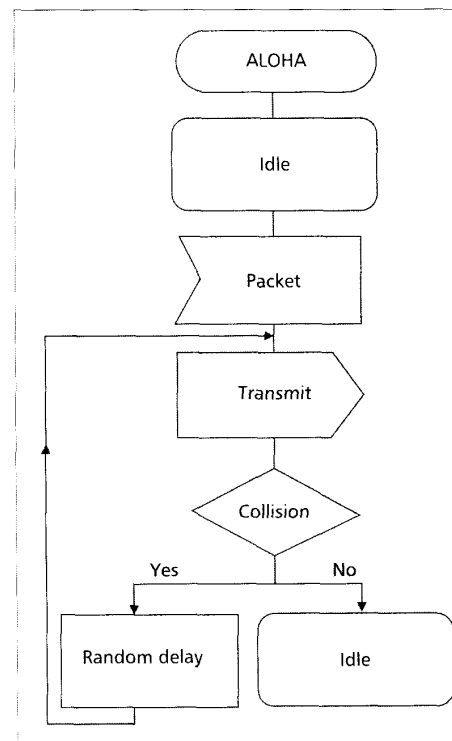 ALOHA
Idle
Packet
Transmit
Collision
Yes
No
Random delay
Idle